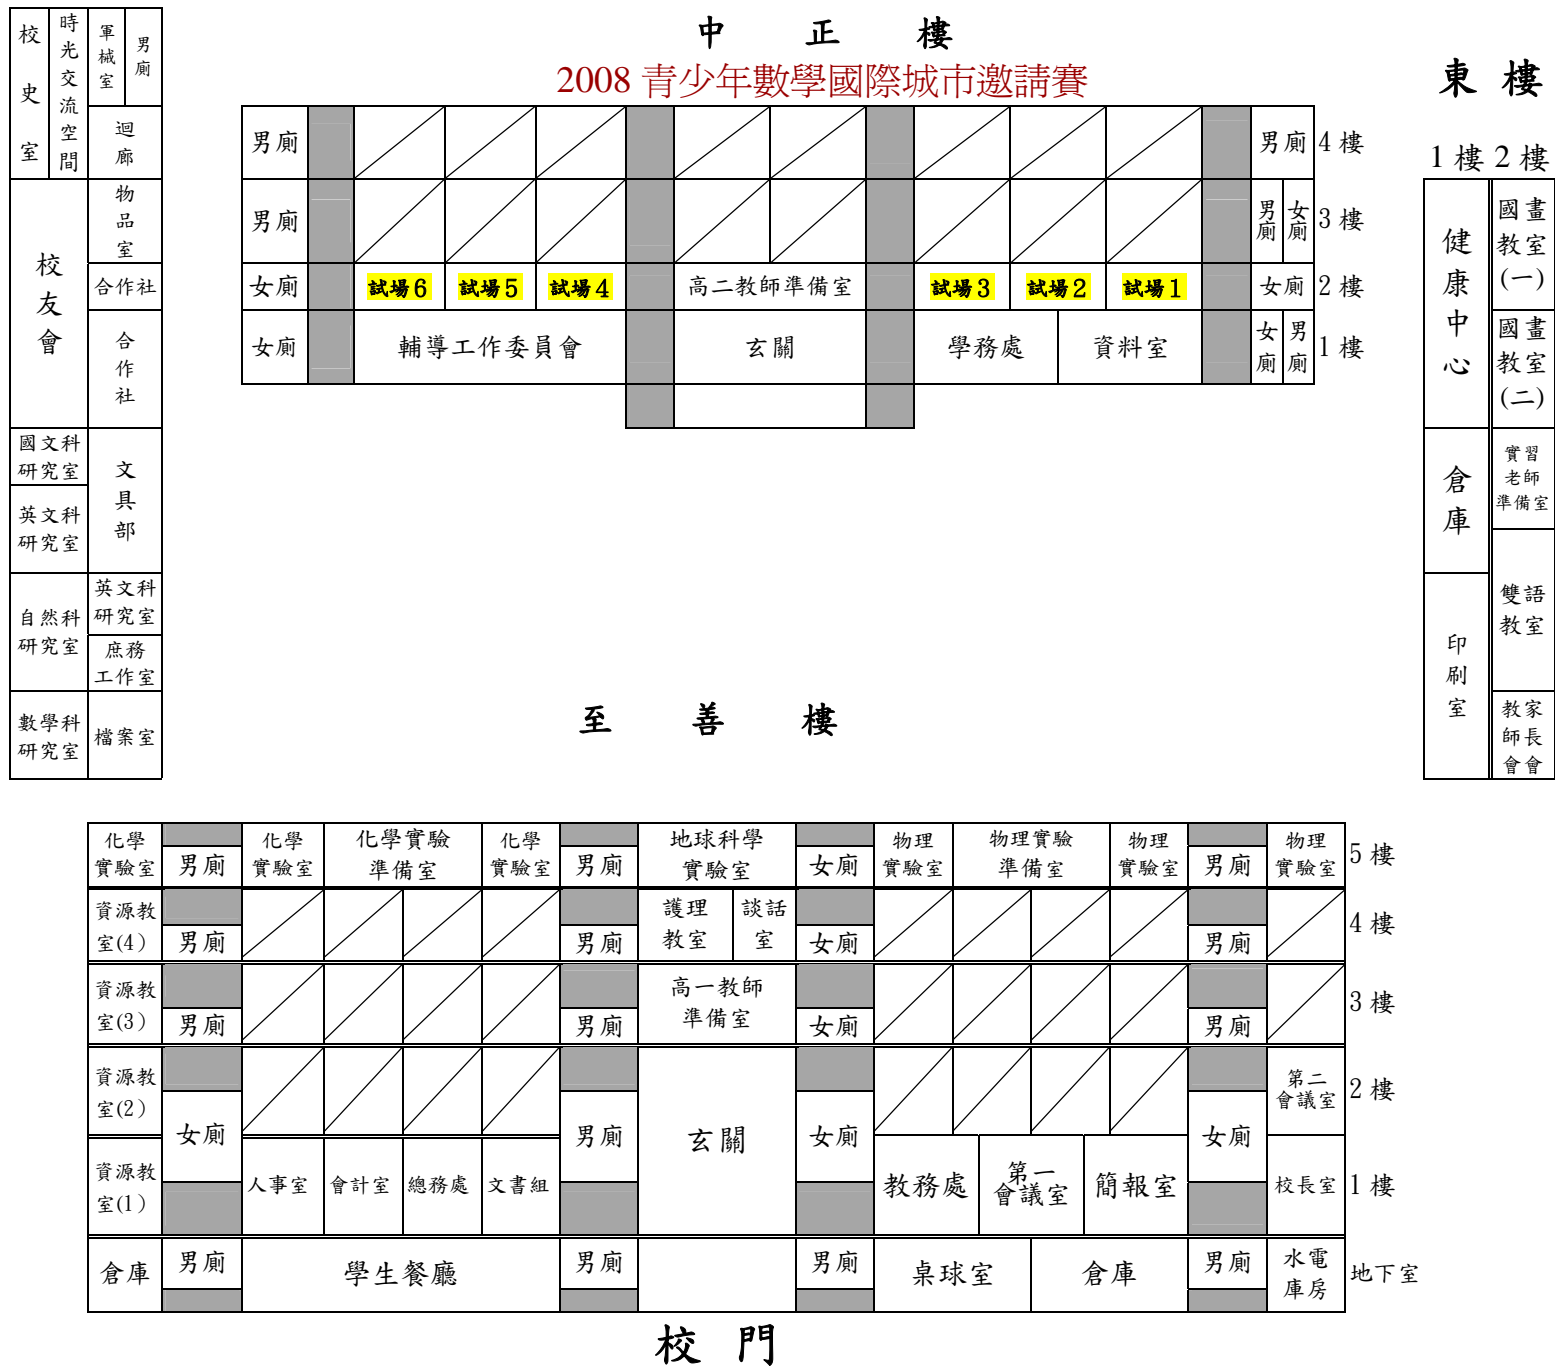 中 正 樓
2008 青少年數學國際城市邀請賽
東 樓
1 樓 2 樓
校史室
時光交流空間
軍械室
男廁
迴廊
校友會
物品室
合作社
合作社
國文科研究室
文具部
英文科研究室
自然科研究室
英文科研究室
庶務工作室
數學科研究室
檔案室
男廁 男廁 4 樓
男廁 男廁 女廁 3 樓
女廁 試場6 試場5 試場4 高二教師準備室 試場3 試場2 試場1 女廁 2 樓
女廁 輔導工作委員會 玄關 學務處 資料室 女廁 男廁 1 樓
健康中心
國畫教室(一)
國畫教室(二)
倉庫
實習老師準備室
雙語教室
印刷室
教師會
家長會
至 善 樓
化學實驗室 男廁 化學實驗室 化學實驗準備室 化學實驗室 男廁 地球科學實驗室 女廁 物理實驗室 物理實驗準備室 物理實驗室 男廁 物理實驗室 5 樓
資源教室(4) 男廁 男廁 護理教室 談話室 女廁 男廁 4 樓
資源教室(3) 男廁 男廁 高一教師準備室 女廁 男廁 3 樓
資源教室(2) 女廁 男廁 玄關 女廁 女廁 第二會議室 2 樓
資源教室(1) 人事室 會計室 總務處 文書組 教務處 第一會議室 簡報室 校長室 1 樓
倉庫 男廁 學生餐廳 男廁 男廁 桌球室 倉庫 男廁 水電庫房 地下室
校 門